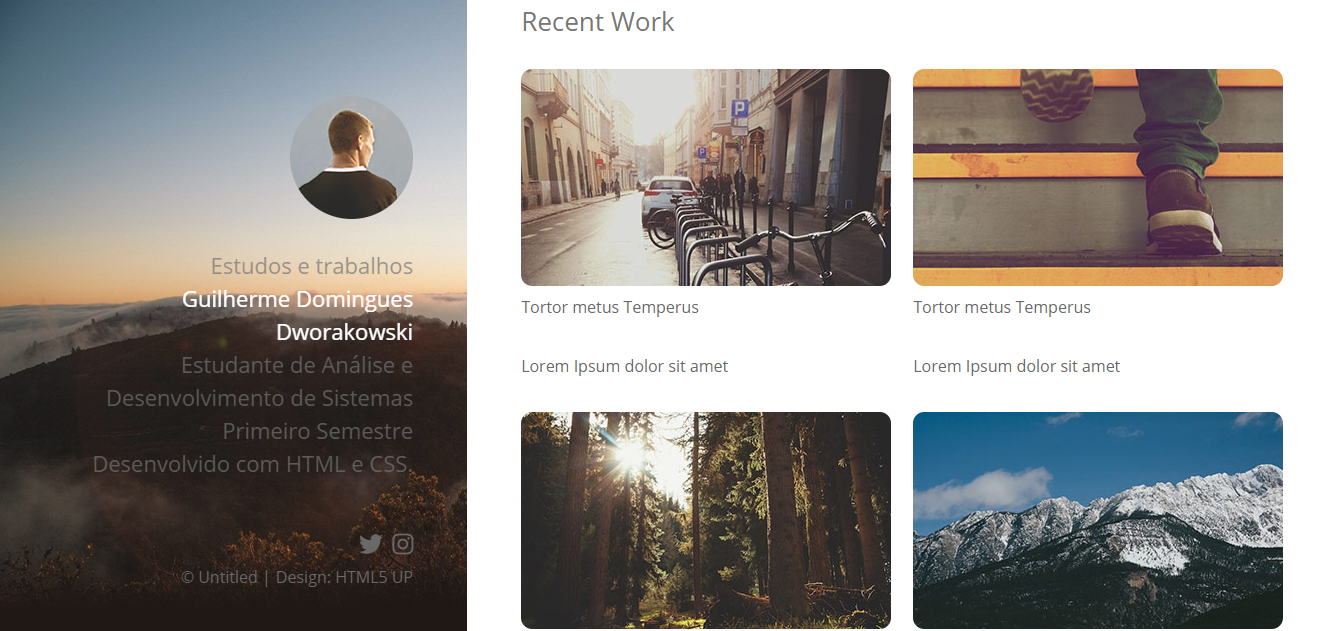 Estudos e trabalhos
Guilherme Domingues
Dworakowski
Estudante de Análise e
Desenvolvimento de Sistemas
Primeiro Semestre
Desenvolvido com HTML e CSS.
© Untitled | Design: HTML5 UP
Recent Work
P
P
Tortor metus Temperus
Tortor metus Temperus
Lorem Ipsum dolor sit amet
Lorem Ipsum dolor sit amet